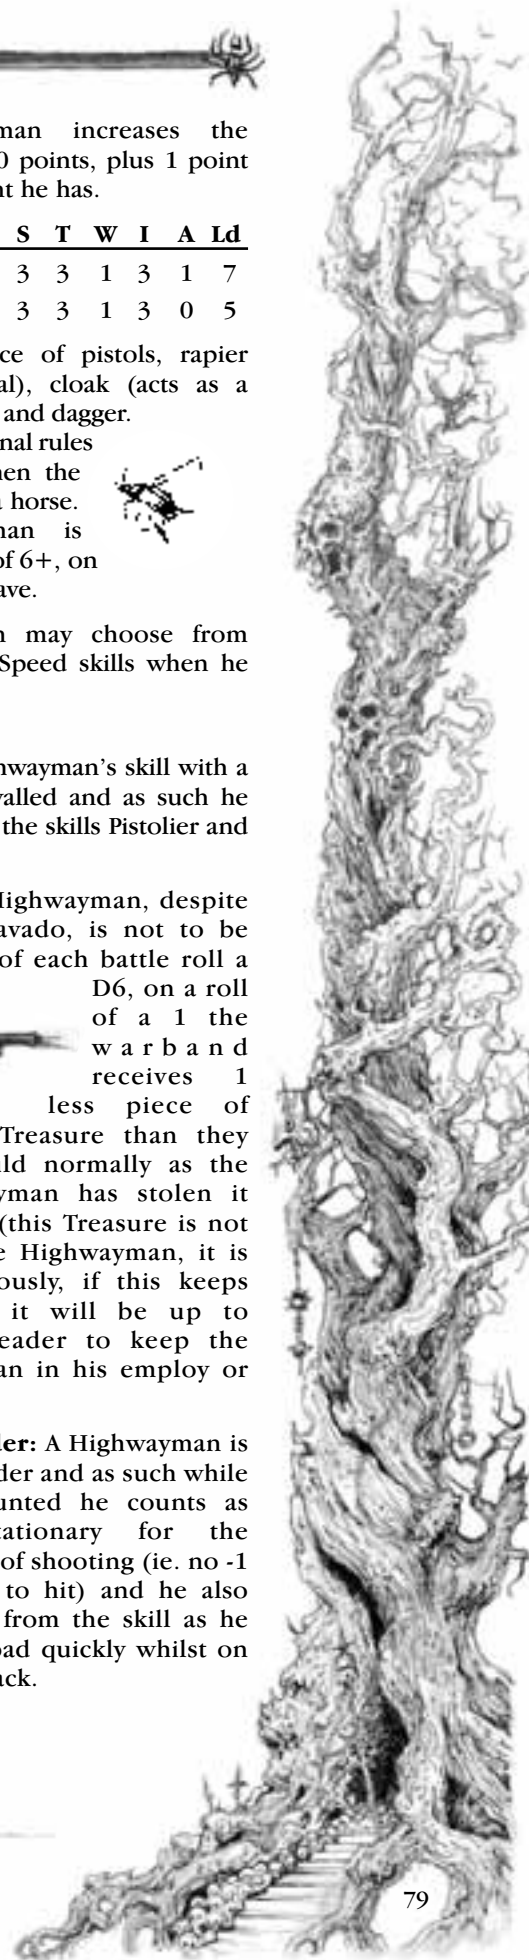 man increases the
0 points, plus 1 point
nt he has.
S T W I A Ld
3 3 1 3 1 7
3 3 1 3 0 5
ce of pistols, rapier
al), cloak (acts as a
and dagger.
nal rules
hen the
a horse.
man is
of 6+, on
ave.
n may choose from
Speed skills when he
hwayman's skill with a
valled and as such he
the skills Pistolier and
Highwayman, despite
avado, is not to be
of each battle roll a
D6, on a roll
of a 1 the
warband
receives 1
less piece of
Treasure than they
uld normally as the
yman has stolen it
(this Treasure is not
e Highwayman, it is
ously, if this keeps
it will be up to
eader to keep the
an in his employ or
der: A Highwayman is
der and as such while
unted he counts as
tationary for the
of shooting (ie. no -1
to hit) and he also
from the skill as he
oad quickly whilst on
ack.
79